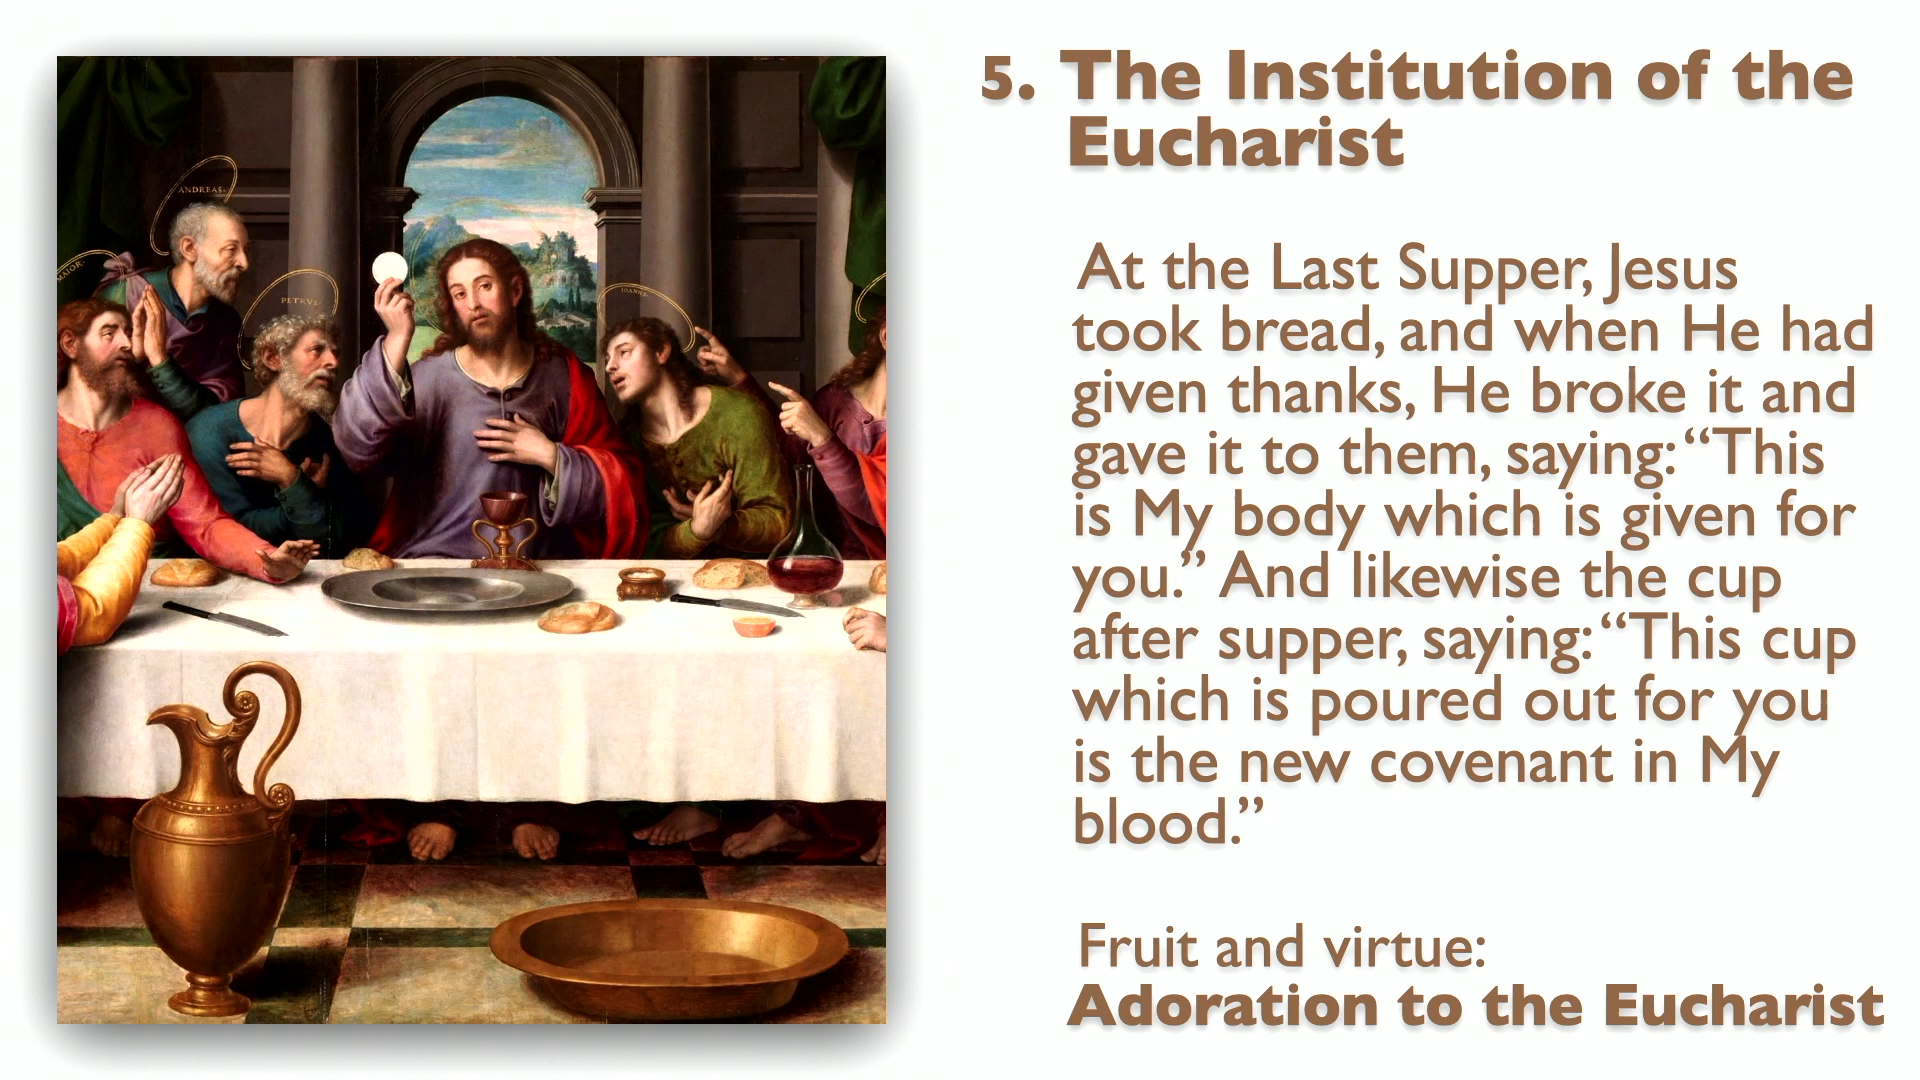 MAIOR
ANDREAS
PETRVS
5. The Institution of the
Eucharist
At the Last Supper, Jesus
took bread, and when He had
given thanks, He broke it and
gave it to them, saying: “This
is My body which is given for
you.” And likewise the cup
after supper, saying: “This cup
which is poured out for you
is the new covenant in My
blood.”
Fruit and virtue:
Adoration to the Eucharist